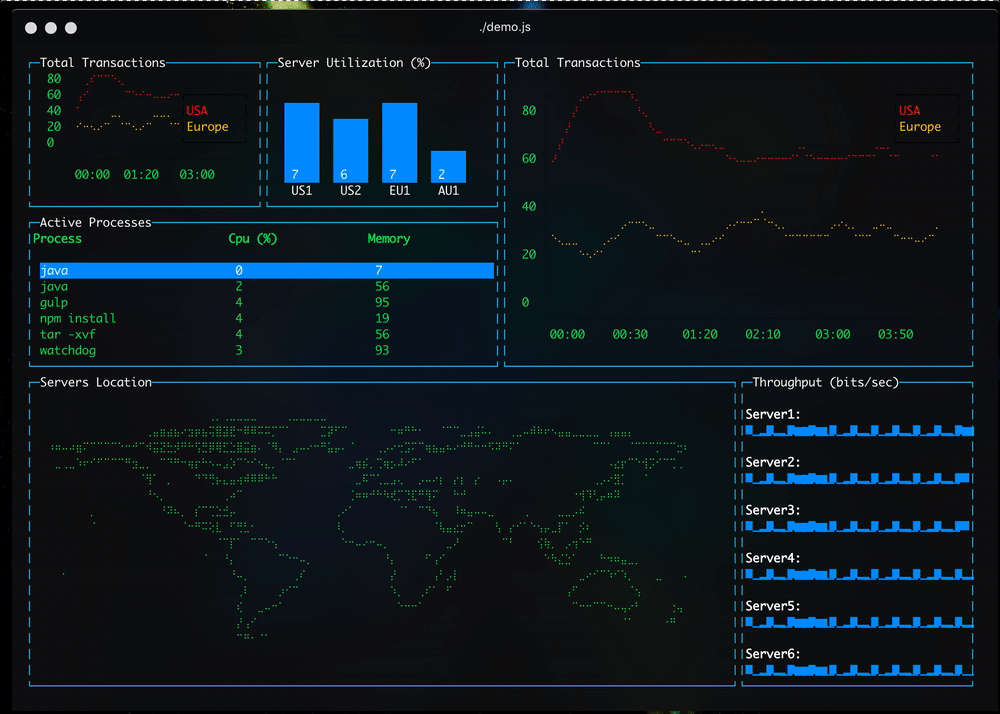 ./demo.js
Total Transactions
80
60
40
20
0
USA
Europe
00:00 01:20 03:00
Server Utilization (%)
7 6 7 2
US1 US2 EU1 AU1
Total Transactions
80
60
40
20
0
USA
Europe
00:00 00:30 01:20 02:10 03:00 03:50
Active Processes
Process Cpu (%) Memory
java 0 7
java 2 56
gulp 4 95
npm install 4 19
tar -xvf 4 56
watchdog 3 93
Servers Location
Throughput (bits/sec)
Server1:
Server2:
Server3:
Server4:
Server5:
Server6: